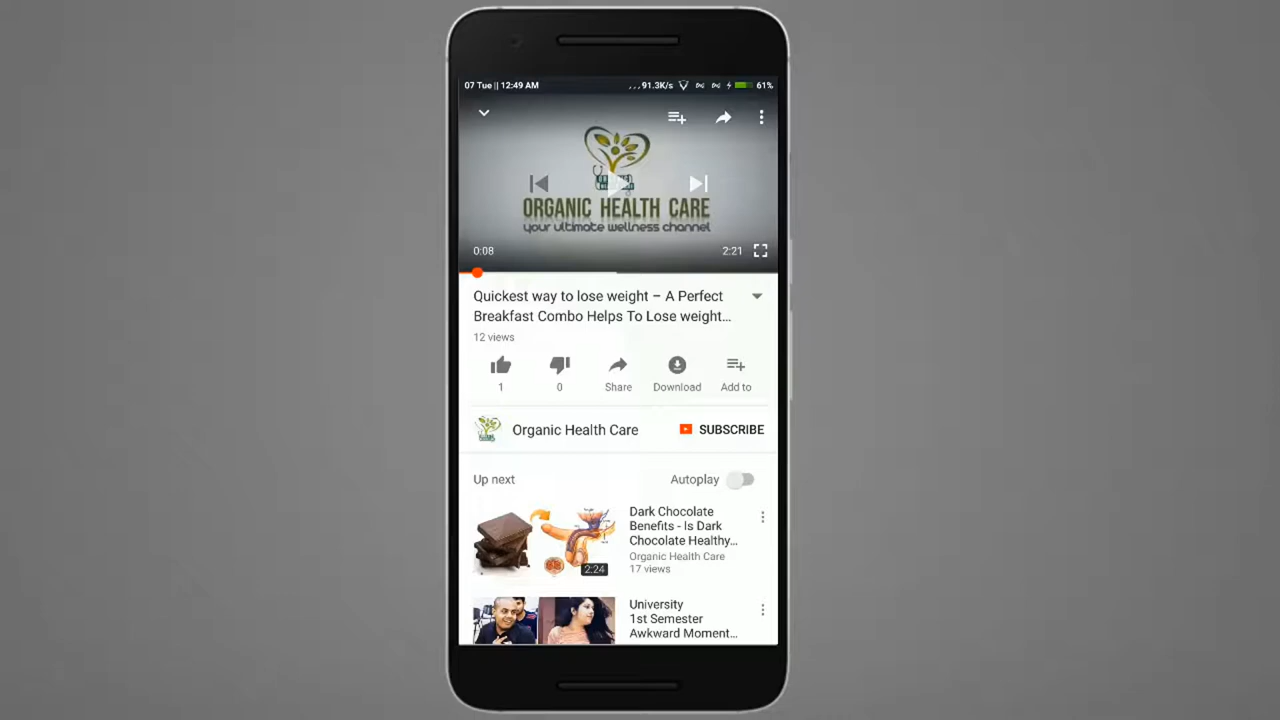 07 Tue || 12:49 AM
...91.3K/s
61%
ORGANIC HEALTH CARE
your ultimate wellness channel
0:08
2:21
Quickest way to lose weight – A Perfect
Breakfast Combo Helps To Lose weight...
12 views
1
0
Share
Download
Add to
Organic Health Care
SUBSCRIBE
Up next
Autoplay
Dark Chocolate
Benefits - Is Dark
Chocolate Healthy...
Organic Health Care
17 views
2:24
University
1st Semester
Awkward Moment...